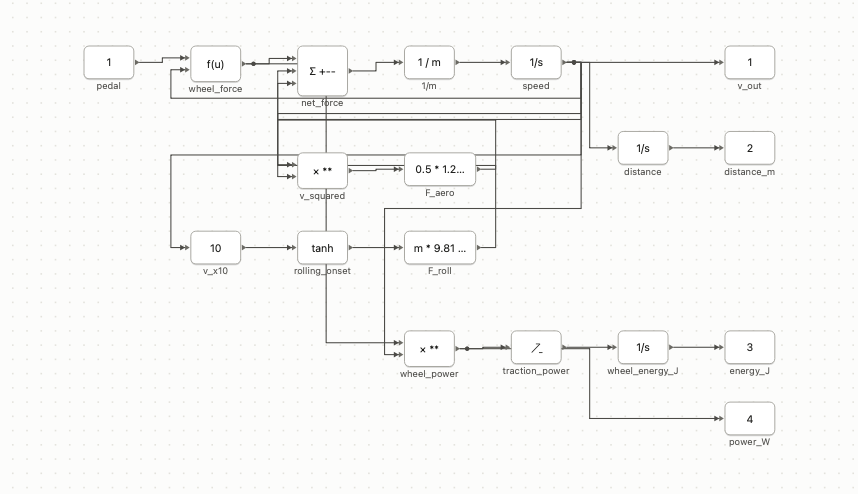 1
pedal
f(u)
wheel_force
Σ +--
net_force
1 / m
1/m
1/s
speed
1
v_out
1/s
distance
2
distance_m
× **
v_squared
0.5 * 1.2...
F_aero
10
v_x10
tanh
rolling_onset
m * 9.81 ...
F_roll
× **
wheel_power
traction_power
1/s
wheel_energy_J
3
energy_J
4
power_W